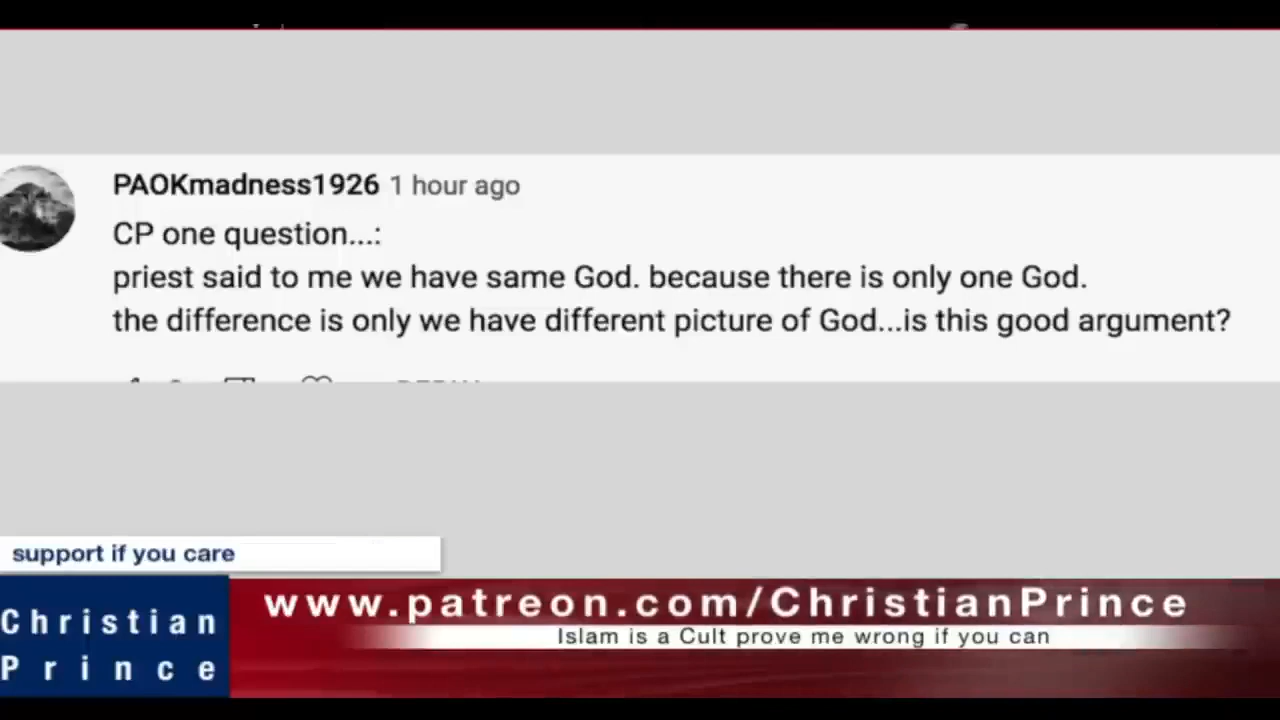 PAOKmadness1926 1 hour ago
CP one question...:
priest said to me we have same God. because there is only one God.
the difference is only we have different picture of God...is this good argument?
support if you care
Christian
Prince
www.patreon.com/ChristianPrince
Islam is a Cult prove me wrong if you can